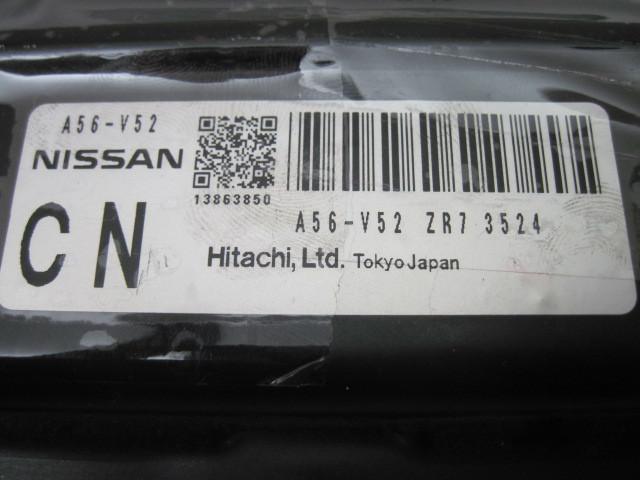 A56-V52
NISSAN
13863850
CN
A56-V52 ZR7 3524
Hitachi, Ltd. Tokyo Japan